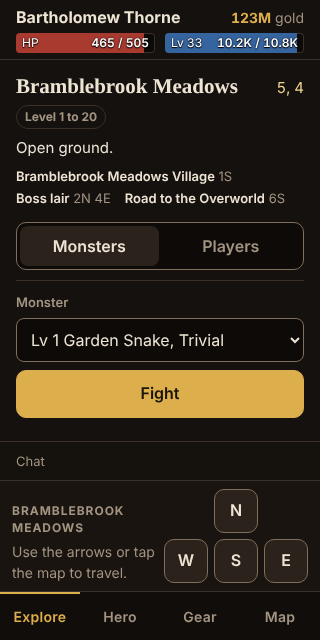 Bartholomew Thorne 123M gold
HP 465 / 505 Lv 33 10.2K / 10.8K
Bramblebrook Meadows 5, 4
Level 1 to 20
Open ground.
Bramblebrook Meadows Village 1S
Boss lair 2N 4E Road to the Overworld 6S
Monsters Players
Monster
Lv 1 Garden Snake, Trivial
Fight
Chat
BRAMBLEBROOK
MEADOWS
Use the arrows or tap
the map to travel.
N
W S E
Explore Hero Gear Map